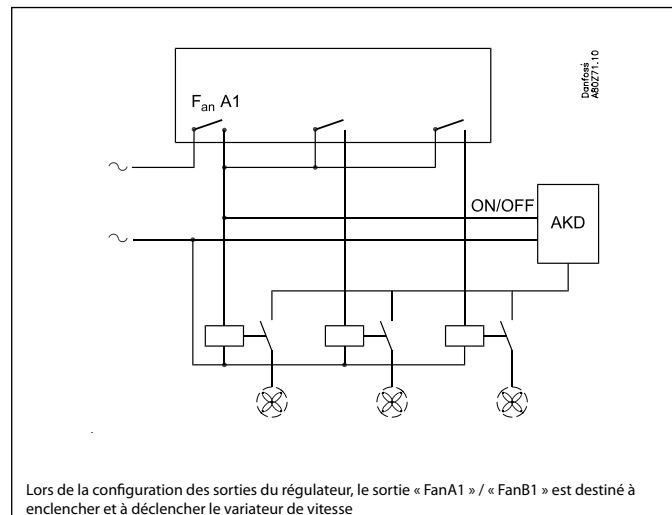 Danfoss
A80Z71.10
Fan A1
ON/OFF
AKD
Lors de la configuration des sorties du régulateur, le sortie « FanA1 » / « FanB1 » est destiné à
enclencher et à déclencher le variateur de vitesse